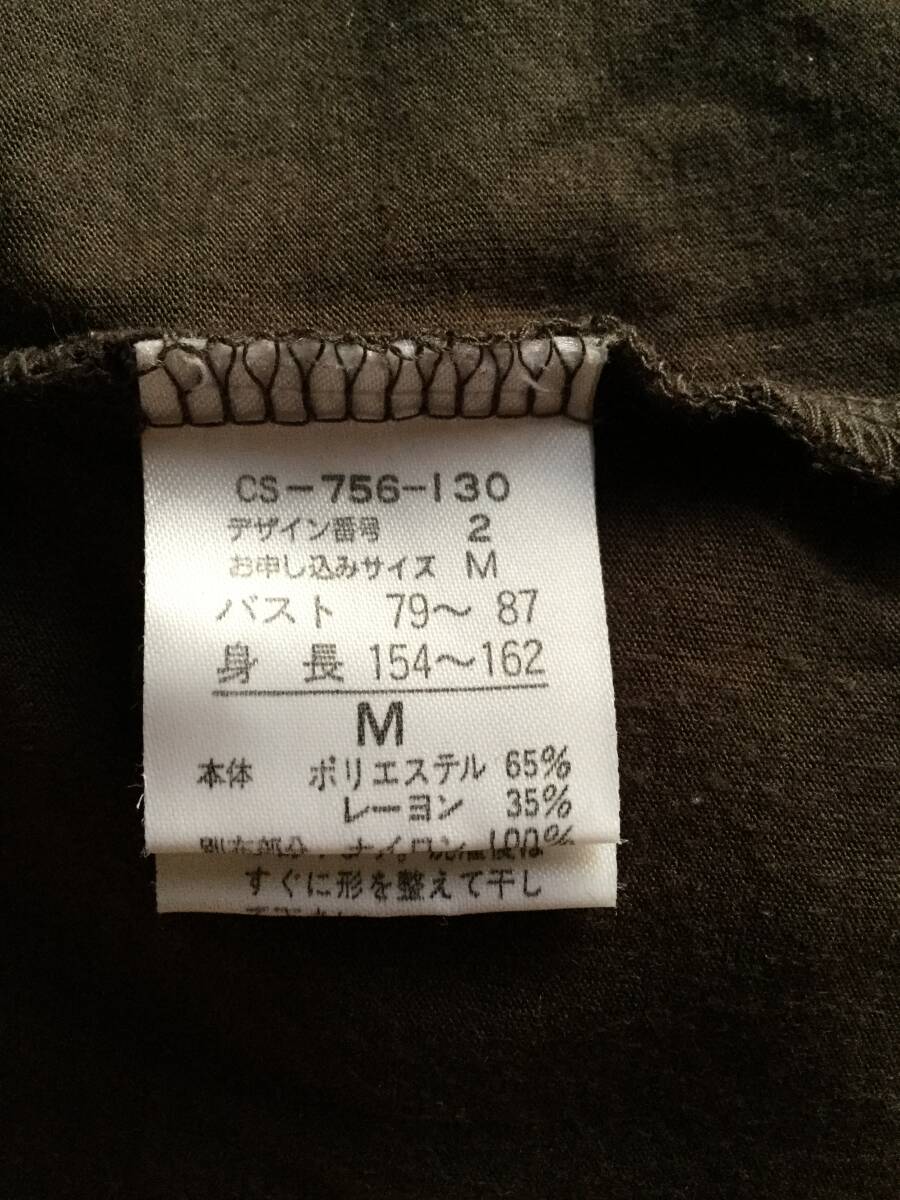 CS-756-130
デザイン番号 2
お申し込みサイズ M
バスト 79～87
身長 154～162
M
本体 ポリエステル 65%
レーヨン 35%
100%
すぐに形を整えて干し